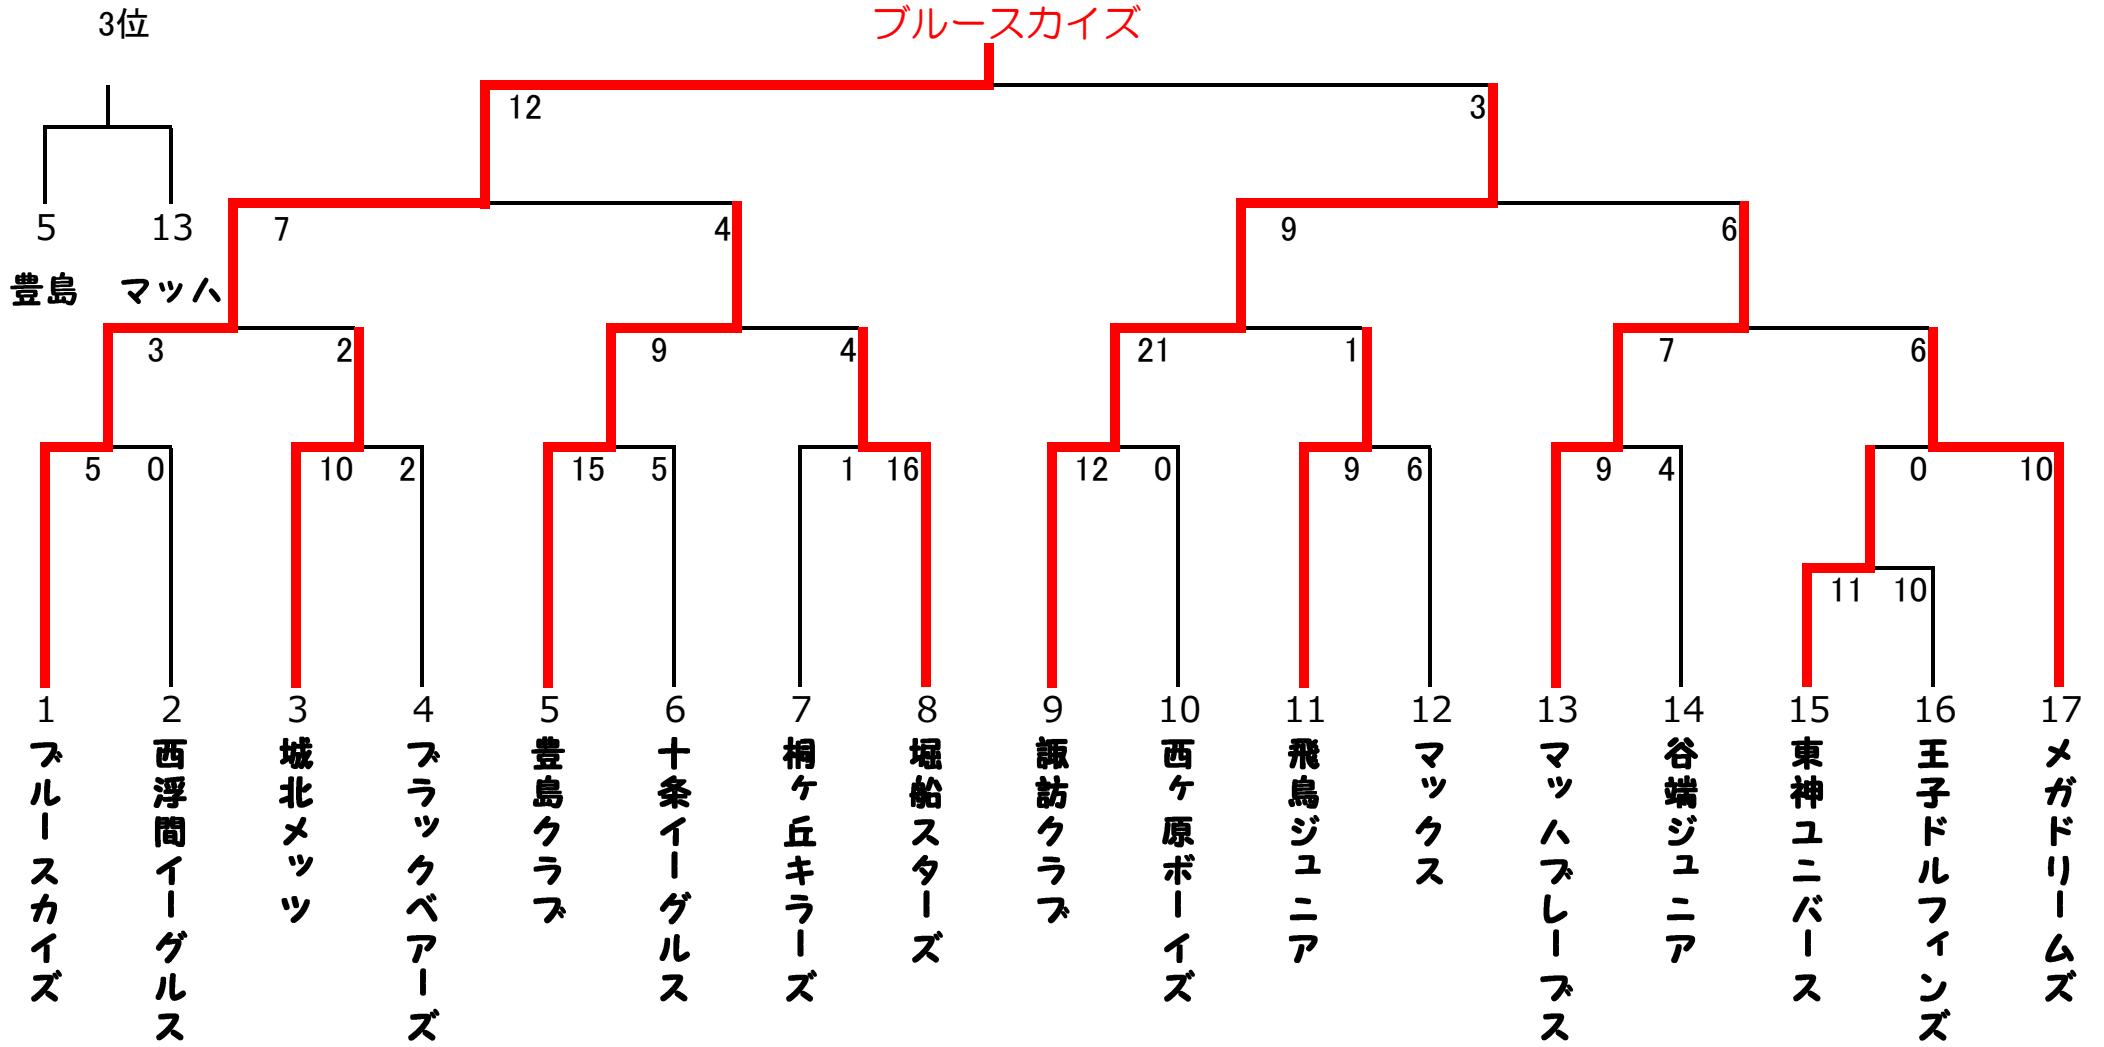 3位
ブルースカイズ
12 3
5 13
7 4 9 6
豊島 マッハ
3 2 9 4 21 1 7 6
5 0 10 2 15 5 1 16 12 0 9 6 9 4 0 10
11 10
1 2 3 4 5 6 7 8 9 10 11 12 13 14 15 16 17
ブルースカイズ
西浮間イーグルス
城北メッツ
ブラックベアーズ
豊島クラブ
十条イーグルス
桐ヶ丘キラーズ
堀船スターズ
諏訪クラブ
西ヶ原ボーイズ
飛鳥ジュニア
マックス
マッハブレーブス
谷端ジュニア
東神ユニバース
王子ドルフィンズ
メガドリームズ